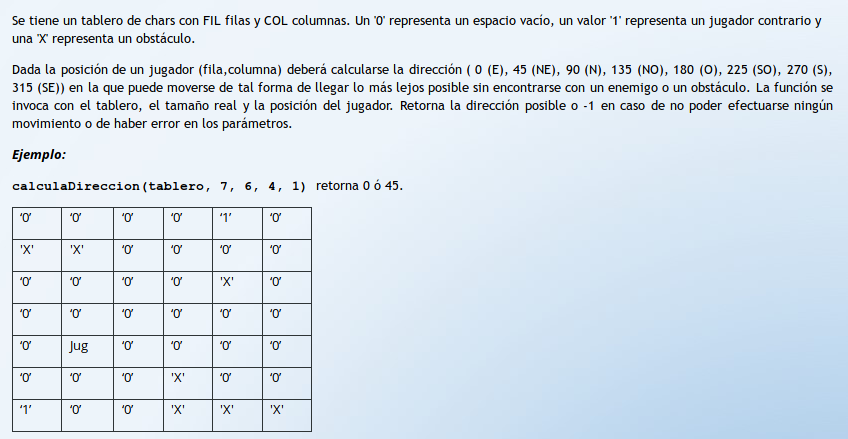 Se tiene un tablero de chars con FIL filas y COL columnas. Un '0' representa un espacio vacío, un valor '1' representa un jugador contrario y
una 'X' representa un obstáculo.
Dada la posición de un jugador (fila,columna) deberá calcularse la dirección ( 0 (E), 45 (NE), 90 (N), 135 (NO), 180 (O), 225 (SO), 270 (S),
315 (SE)) en la que puede moverse de tal forma de llegar lo más lejos posible sin encontrarse con un enemigo o un obstáculo. La función se
invoca con el tablero, el tamaño real y la posición del jugador. Retorna la dirección posible o -1 en caso de no poder efectuarse ningún
movimiento o de haber error en los parámetros.
Ejemplo:
calculaDireccion(tablero, 7, 6, 4, 1) retorna 0 ó 45.
‘0’ ‘0’ ‘0’ ‘0’ ‘1’ ‘0’
'X' 'X' ‘0’ ‘0’ ‘0’ ‘0’
‘0’ ‘0’ ‘0’ ‘0’ 'X' ‘0’
‘0’ ‘0’ ‘0’ ‘0’ ‘0’ ‘0’
‘0’ Jug ‘0’ ‘0’ ‘0’ ‘0’
‘0’ ‘0’ ‘0’ 'X' ‘0’ ‘0’
‘1’ ‘0’ ‘0’ 'X' 'X' 'X'